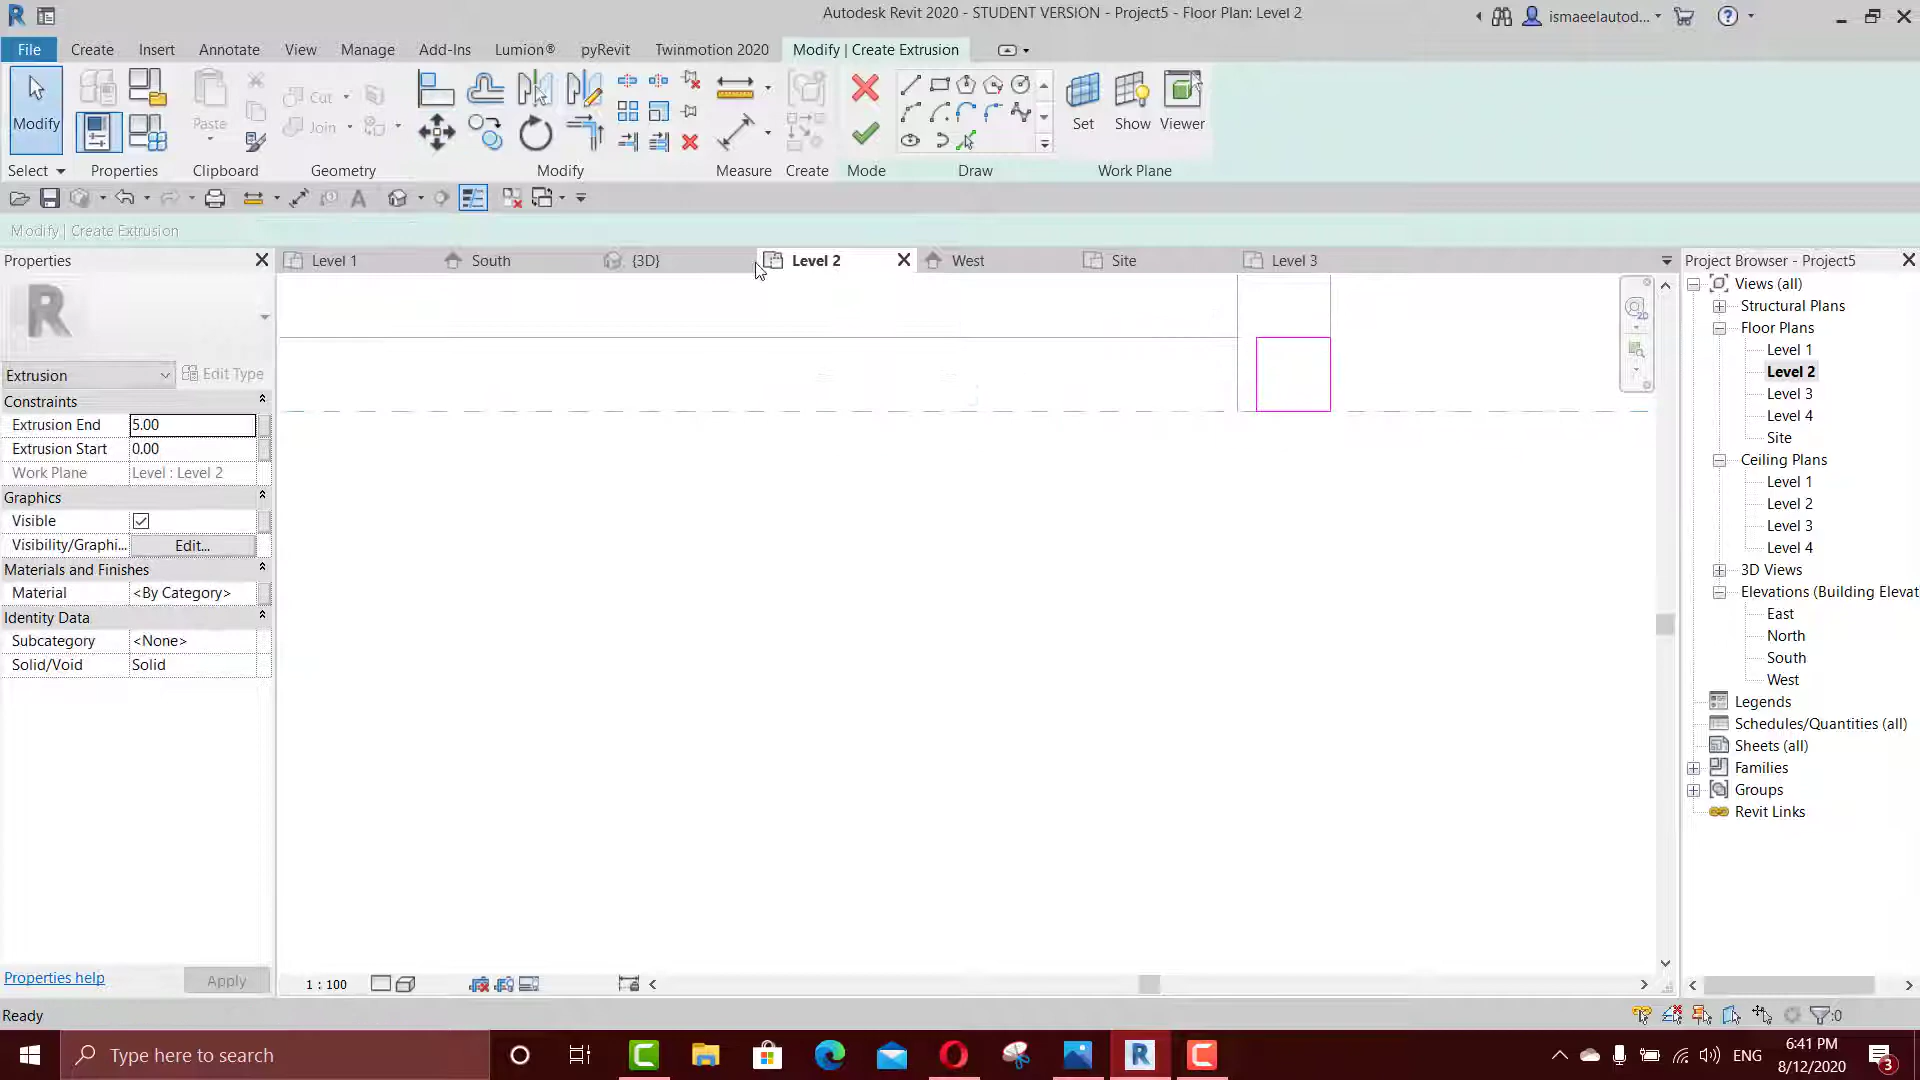 Autodesk Revit 2020 - STUDENT VERSION - Project5 - Floor Plan: Level 2
ismaeelautod...
File Create Insert Annotate View Manage Add-Ins Lumion® pyRevit Twinmotion 2020 Modify | Create Extrusion
Modify
Paste
Cut
Join
Set Show Viewer
Select Properties Clipboard Geometry Modify Measure Create Mode Draw Work Plane
Modify | Create Extrusion
Properties
Level 1 South {3D} Level 2 West Site Level 3
Project Browser - Project5
Extrusion
Edit Type
Constraints
Extrusion End 5.00
Extrusion Start 0.00
Work Plane Level : Level 2
Graphics
Visible
Visibility/Graphi... Edit...
Materials and Finishes
Material <By Category>
Identity Data
Subcategory <None>
Solid/Void Solid
Properties help
Apply
Views (all)
Structural Plans
Floor Plans
Level 1
Level 2
Level 3
Level 4
Site
Ceiling Plans
Level 1
Level 2
Level 3
Level 4
3D Views
Elevations (Building Elevat
East
North
South
West
Legends
Schedules/Quantities (all)
Sheets (all)
Families
Groups
Revit Links
2D
1 : 100
Ready
:0
Type here to search
ENG
6:41 PM
8/12/2020
3